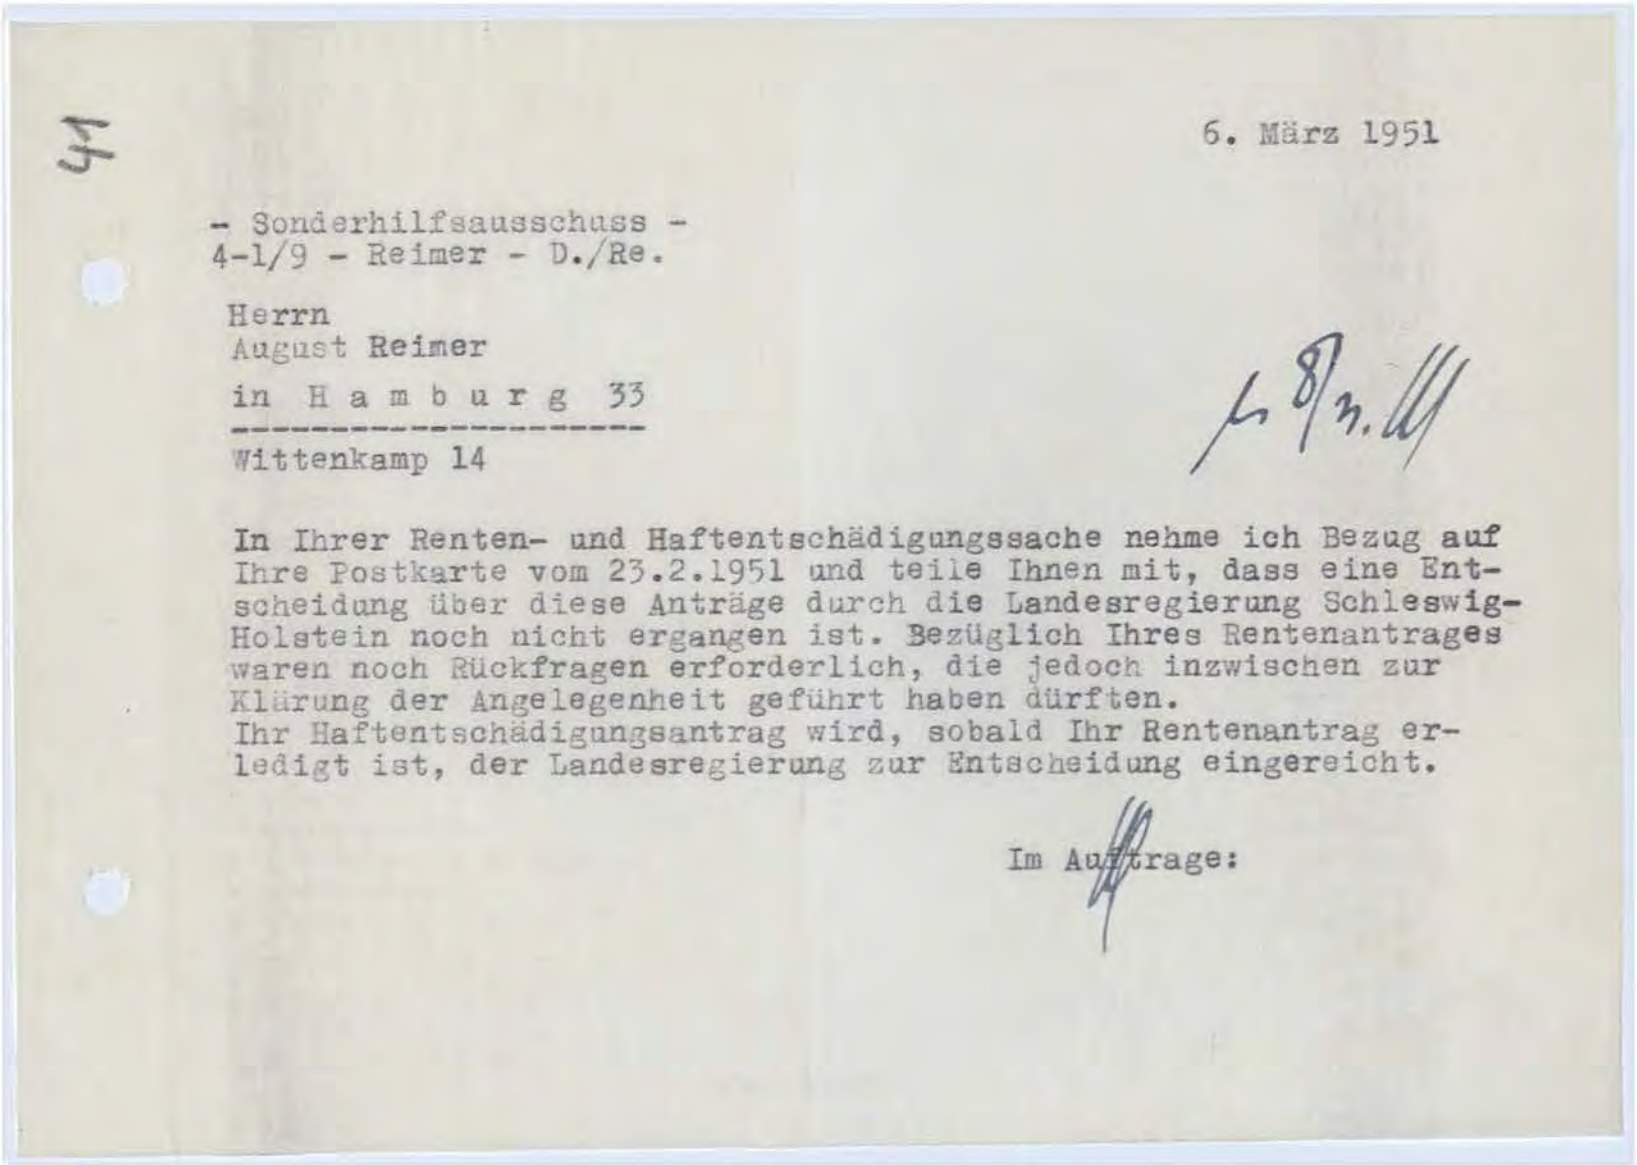 41
6. März 1951
- Sonderhilfsausschuss -
4-1/9 - Reimer - D./Re.
Herrn
August Reimer
in H a m b u r g 33
Wittenkamp 14
In Ihrer Renten- und Haftentschädigungssache nehme ich Bezug auf
Ihre Postkarte vom 23.2.1951 und teile Ihnen mit, dass eine Ent-
scheidung über diese Anträge durch die Landesregierung Schleswig-
Holstein noch nicht ergangen ist. Bezüglich Ihres Rentenantrages
waren noch Rückfragen erforderlich, die jedoch inzwischen zur
Klärung der Angelegenheit geführt haben dürften.
Ihr Haftentschädigungsantrag wird, sobald Ihr Rentenantrag er-
ledigt ist, der Landesregierung zur Entscheidung eingereicht.
Im Auftrage: